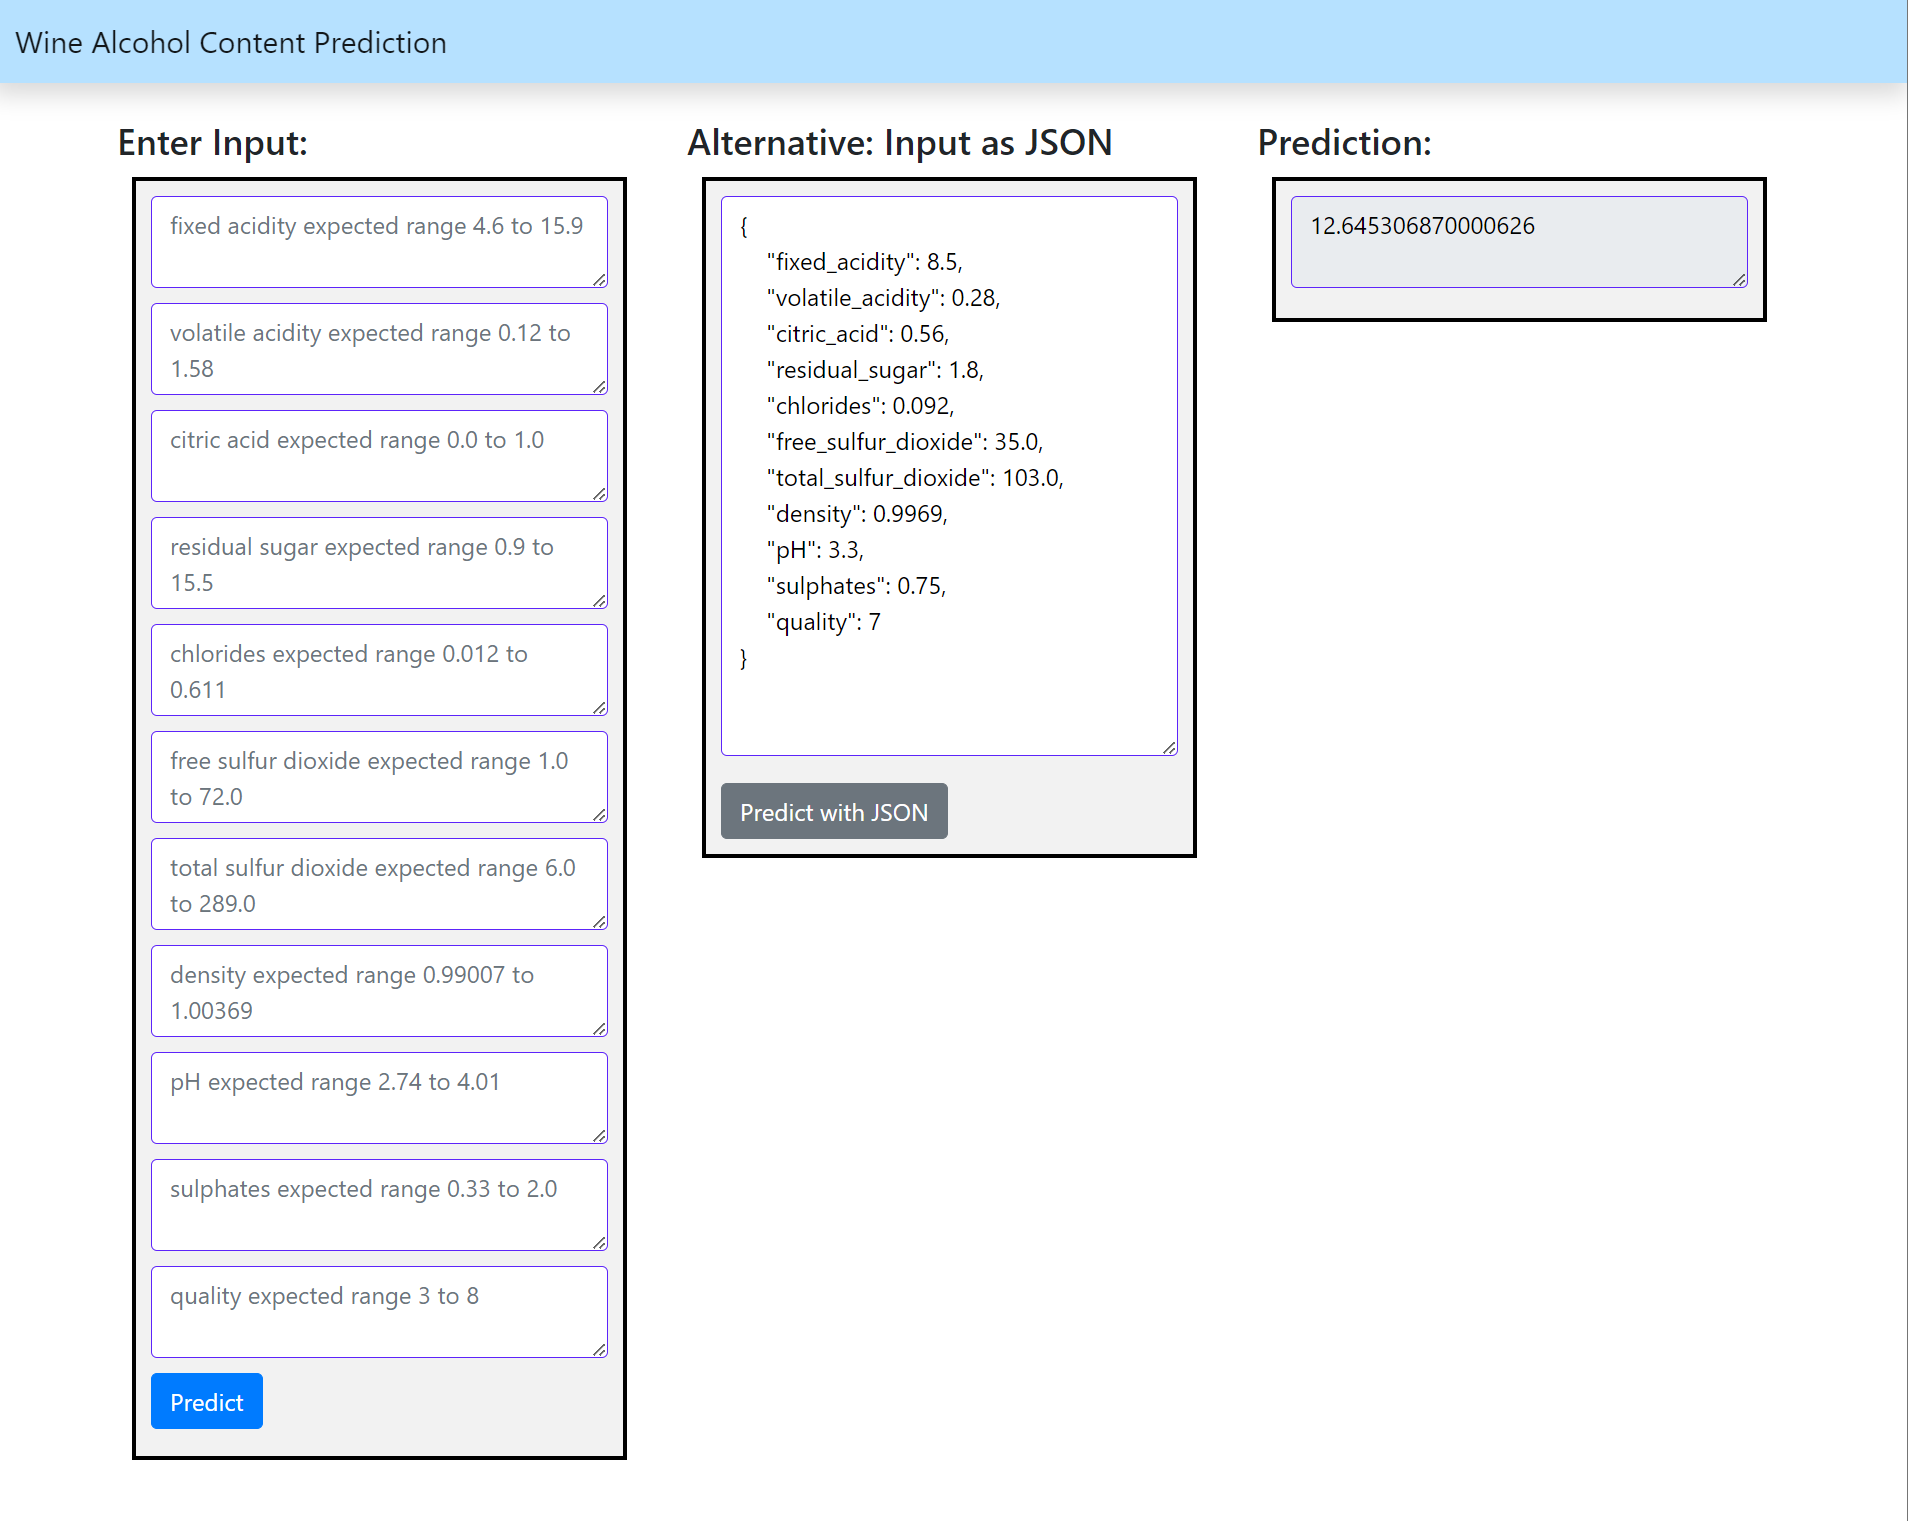 Wine Alcohol Content Prediction
Enter Input:
fixed acidity expected range 4.6 to 15.9
volatile acidity expected range 0.12 to
1.58
citric acid expected range 0.0 to 1.0
residual sugar expected range 0.9 to
15.5
chlorides expected range 0.012 to
0.611
free sulfur dioxide expected range 1.0
to 72.0
total sulfur dioxide expected range 6.0
to 289.0
density expected range 0.99007 to
1.00369
pH expected range 2.74 to 4.01
sulphates expected range 0.33 to 2.0
quality expected range 3 to 8
Predict
Alternative: Input as JSON
{
"fixed_acidity": 8.5,
"volatile_acidity": 0.28,
"citric_acid": 0.56,
"residual_sugar": 1.8,
"chlorides": 0.092,
"free_sulfur_dioxide": 35.0,
"total_sulfur_dioxide": 103.0,
"density": 0.9969,
"pH": 3.3,
"sulphates": 0.75,
"quality": 7
}
Predict with JSON
Prediction:
12.645306870000626